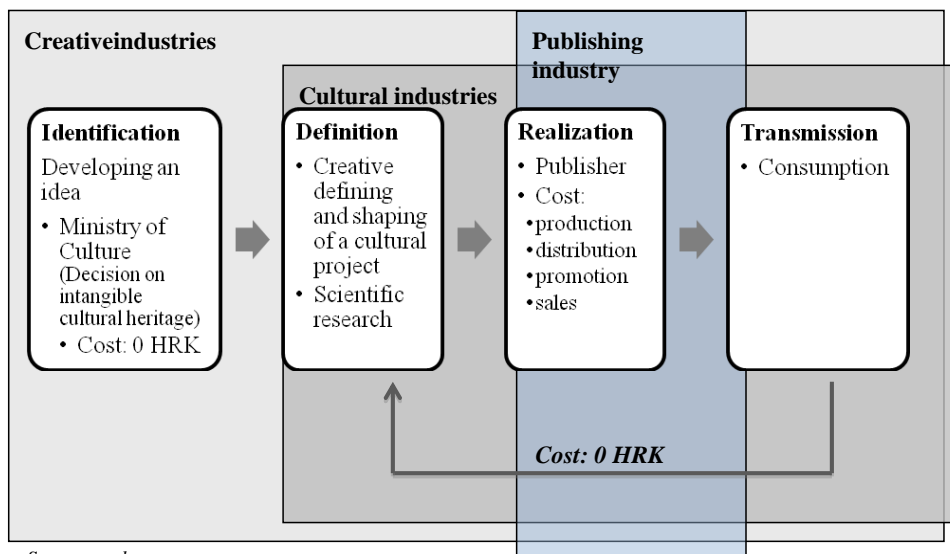 Creativeindustries
Publishing
industry
Cultural industries
Identification
Developing an
idea
• Ministry of
Culture
(Decision on
intangible
cultural heritage)
• Cost: 0 HRK
Definition
• Creative
defining
and shaping
of a cultural
project
• Scientific
research
Realization
• Publisher
• Cost:
•production
•distribution
•promotion
•sales
Transmission
• Consumption
Cost: 0 HRK